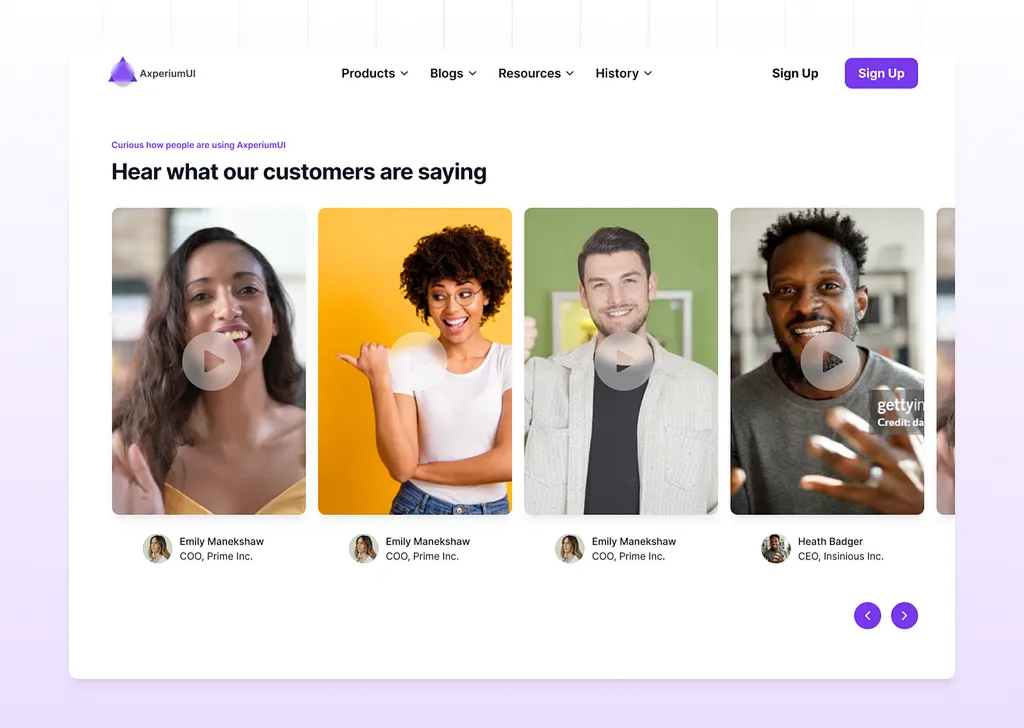 AxperiumUI
Products
Blogs
Resources
History
Sign Up
Sign Up
Curious how people are using AxperiumUI
Hear what our customers are saying
gettyin
Credit: da
Emily Manekshaw
COO, Prime Inc.
Emily Manekshaw
COO, Prime Inc.
Emily Manekshaw
COO, Prime Inc.
Heath Badger
CEO, Insinious Inc.